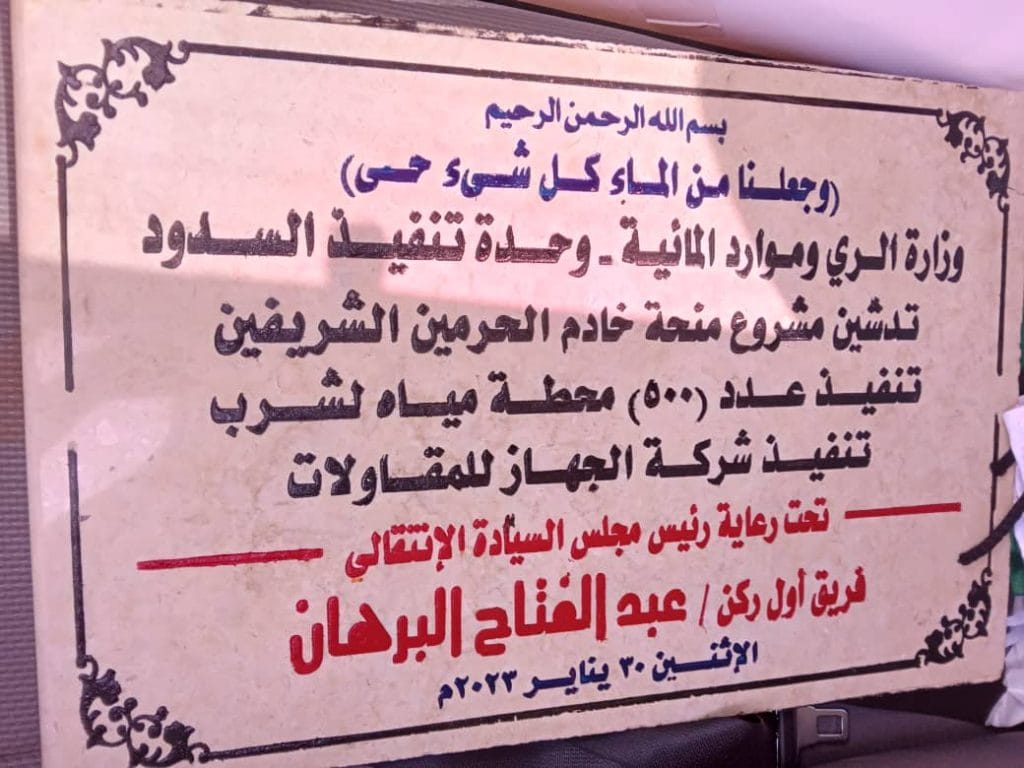 بسم الله الرحمن الرحيم
(وجعلنا من الماء كل شيء حى)
وزارة الري وموارد المائية - وحدة تنفيذ السدود
تدشين مشروع منحة خادم الحرمين الشريفين
تنفيذ عدد (٥٠٠) محطة مياه لشرب
تنفيذ شركة الجهاز للمقاولات
تحت رعاية رئيس مجلس السيادة الإنتقالي
فريق أول ركن / عبد الفتاح البرهان
الإثنين ٣٠ يناير ٢٠٢٣م